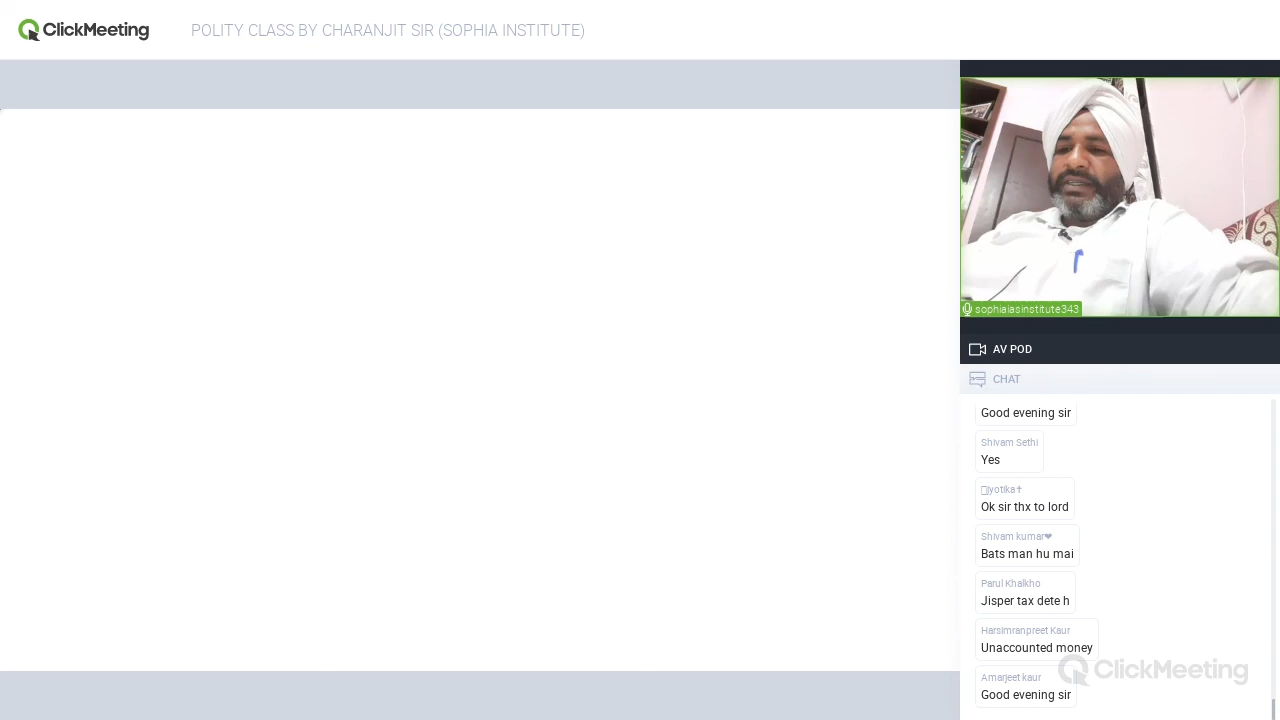 ClickMeeting
POLITY CLASS BY CHARANJIT SIR (SOPHIA INSTITUTE)
sophiaiasinstitute343
AV POD
CHAT
Good evening sir
Shivam Sethi
Yes
yotika✝
Ok sir thx to lord
Shivam kumar❤
Bats man hu mai
Parul Khalkho
Jisper tax dete h
Harsimranpreet Kaur
Unaccounted money
ClickMeeting
Amarjeet kaur
Good evening sir